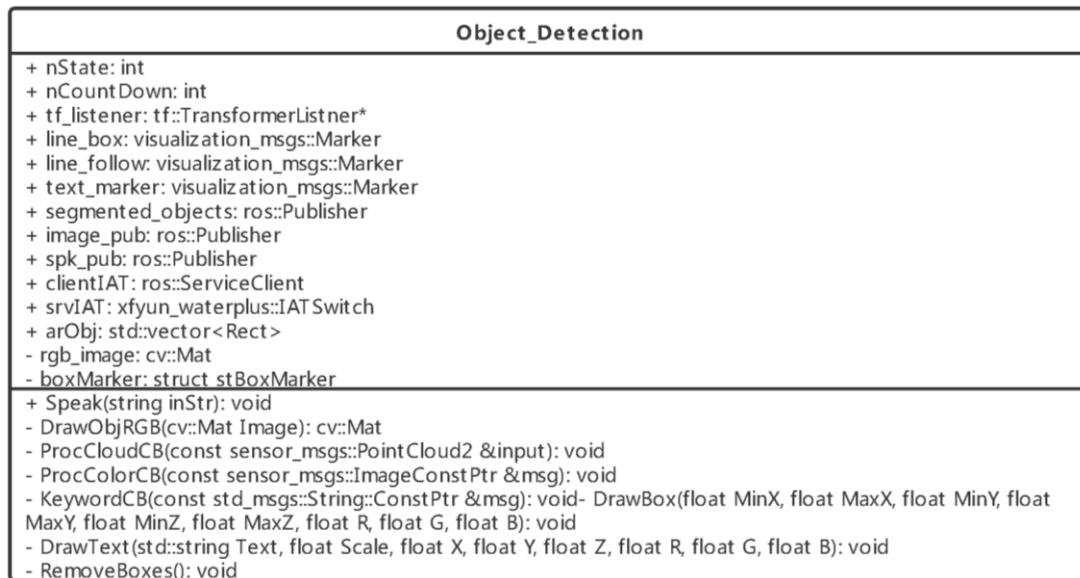 Object_Detection
+ nState: int
+ nCountDown: int
+ tf_listener: tf::TransformerListner*
+ line_box: visualization_msgs::Marker
+ line_follow: visualization_msgs::Marker
+ text_marker: visualization_msgs::Marker
+ segmented_objects: ros::Publisher
+ image_pub: ros::Publisher
+ spk_pub: ros::Publisher
+ clientIAT: ros::ServiceClient
+ srvIAT: xfyun_waterplus::IATSwitch
+ arObj: std::vector<Rect>
- rgb_image: cv::Mat
- boxMarker: struct stBoxMarker
+ Speak(string inStr): void
- DrawObjRGB(cv::Mat Image): cv::Mat
- ProcCloudCB(const sensor_msgs::PointCloud2 &input): void
- ProcColorCB(const sensor_msgs::ImageConstPtr &msg): void
- KeywordCB(const std_msgs::String::ConstPtr &msg): void- DrawBox(float MinX, float MaxX, float MinY, float
MaxY, float MinZ, float MaxZ, float R, float G, float B): void
- DrawText(std::string Text, float Scale, float X, float Y, float Z, float R, float G, float B): void
- RemoveBoxes(): void